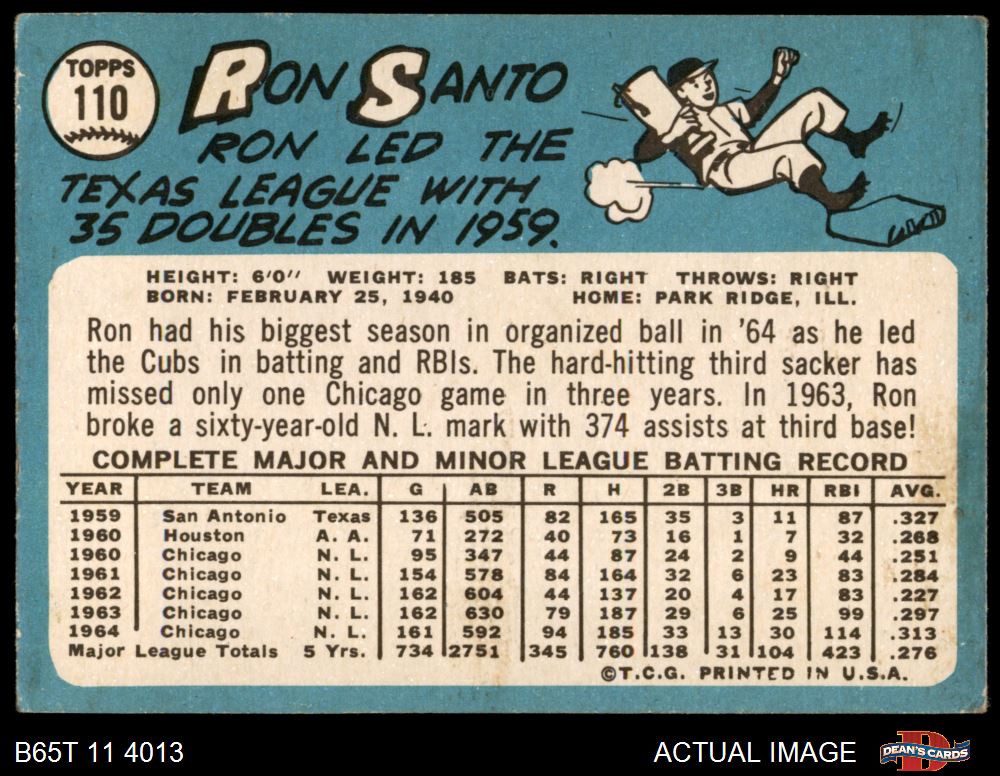 TOPPS
110
RON SANTO
RON LED THE
TEXAS LEAGUE WITH
35 DOUBLES IN 1959.
HEIGHT: 6'0" WEIGHT: 185 BATS: RIGHT THROWS: RIGHT
BORN: FEBRUARY 25, 1940 HOME: PARK RIDGE, ILL.
Ron had his biggest season in organized ball in '64 as he led
the Cubs in batting and RBIs. The hard-hitting third sacker has
missed only one Chicago game in three years. In 1963, Ron
broke a sixty-year-old N. L. mark with 374 assists at third base!
COMPLETE MAJOR AND MINOR LEAGUE BATTING RECORD
YEAR TEAM LEA. G AB R H 2B 3B HR RBI AVG.
1959 San Antonio Texas 136 505 82 165 35 3 11 87 .327
1960 Houston A. A. 71 272 40 73 16 1 7 32 .268
1960 Chicago N. L. 95 347 44 87 24 2 9 44 .251
1961 Chicago N. L. 154 578 84 164 32 6 23 83 .284
1962 Chicago N. L. 162 604 44 137 20 4 17 83 .227
1963 Chicago N. L. 162 630 79 187 29 6 25 99 .297
1964 Chicago N. L. 161 592 94 185 33 13 30 114 .313
Major League Totals 5 Yrs. 734 2751 345 760 138 31 104 423 .276
©T.C.G. PRINTED IN U.S.A.
B65T 11 4013 ACTUAL IMAGE DEAN'S CARDS